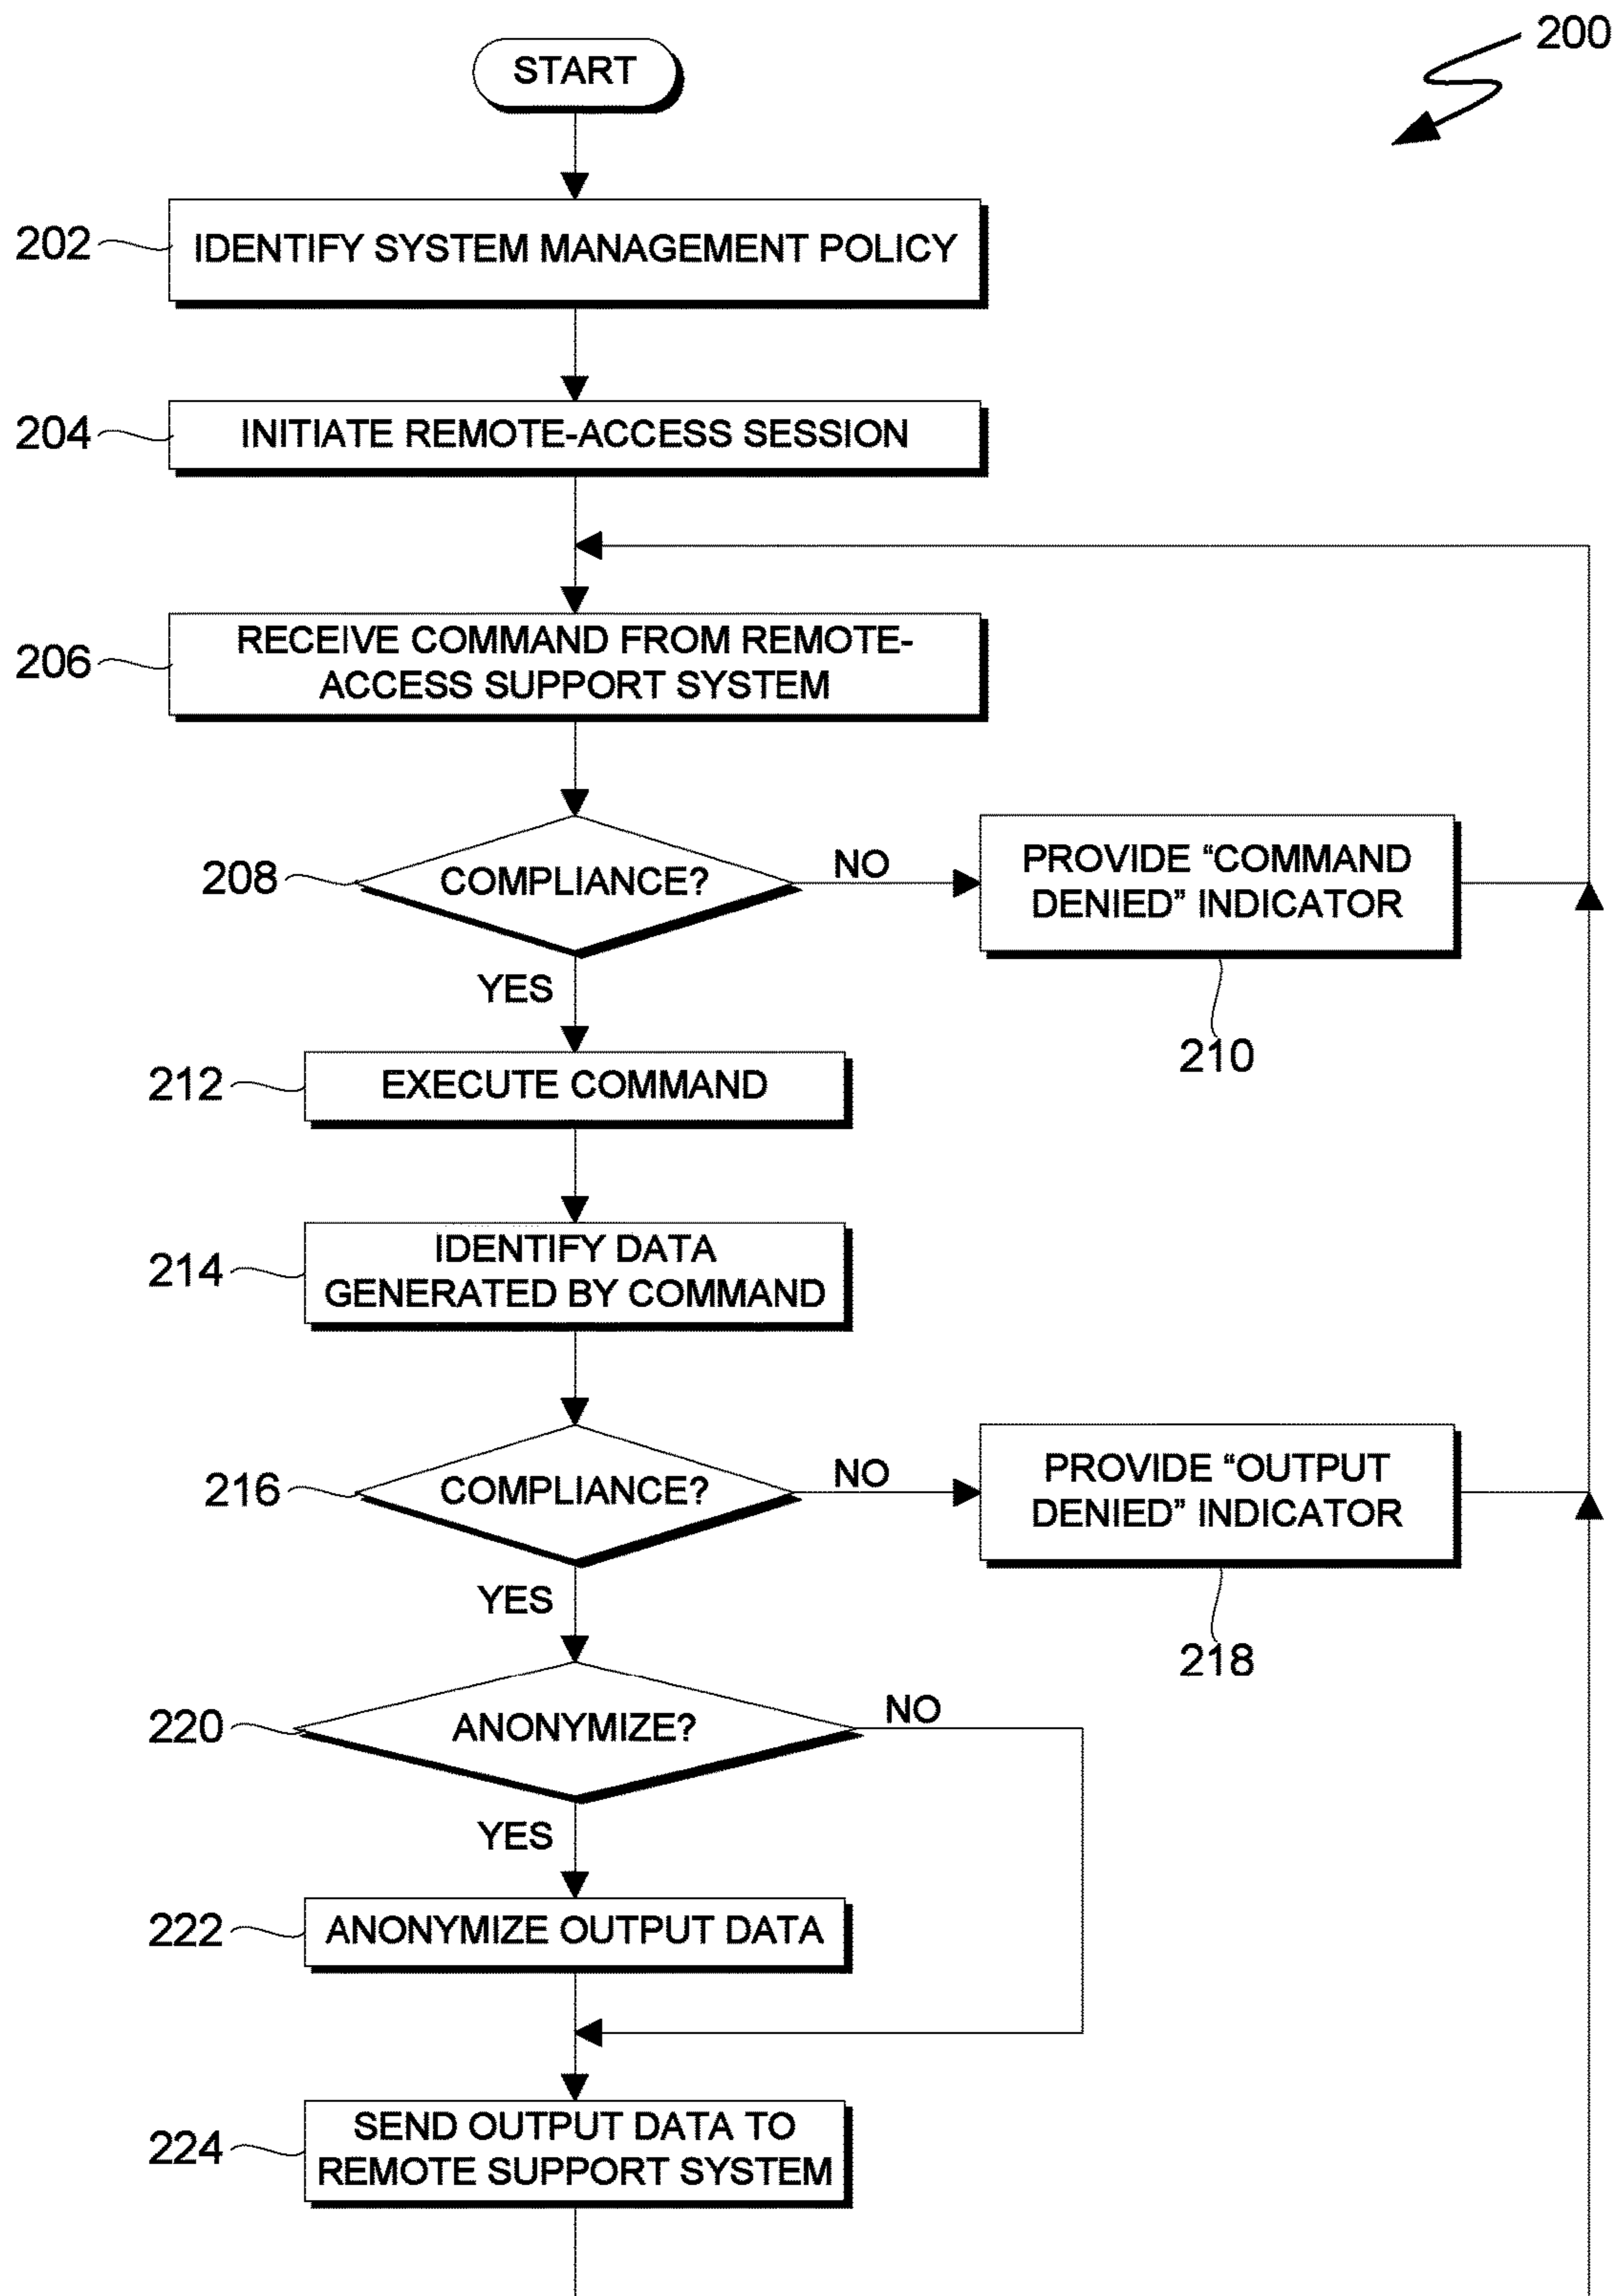 200
START
202
IDENTIFY SYSTEM MANAGEMENT POLICY
204
INITIATE REMOTE-ACCESS SESSION
206
RECEIVE COMMAND FROM REMOTE-
ACCESS SUPPORT SYSTEM
208
COMPLIANCE?
NO
PROVIDE “COMMAND
DENIED” INDICATOR
210
YES
212
EXECUTE COMMAND
214
IDENTIFY DATA
GENERATED BY COMMAND
216
COMPLIANCE?
NO
PROVIDE “OUTPUT
DENIED” INDICATOR
218
YES
220
ANONYMIZE?
NO
YES
222
ANONYMIZE OUTPUT DATA
224
SEND OUTPUT DATA TO
REMOTE SUPPORT SYSTEM